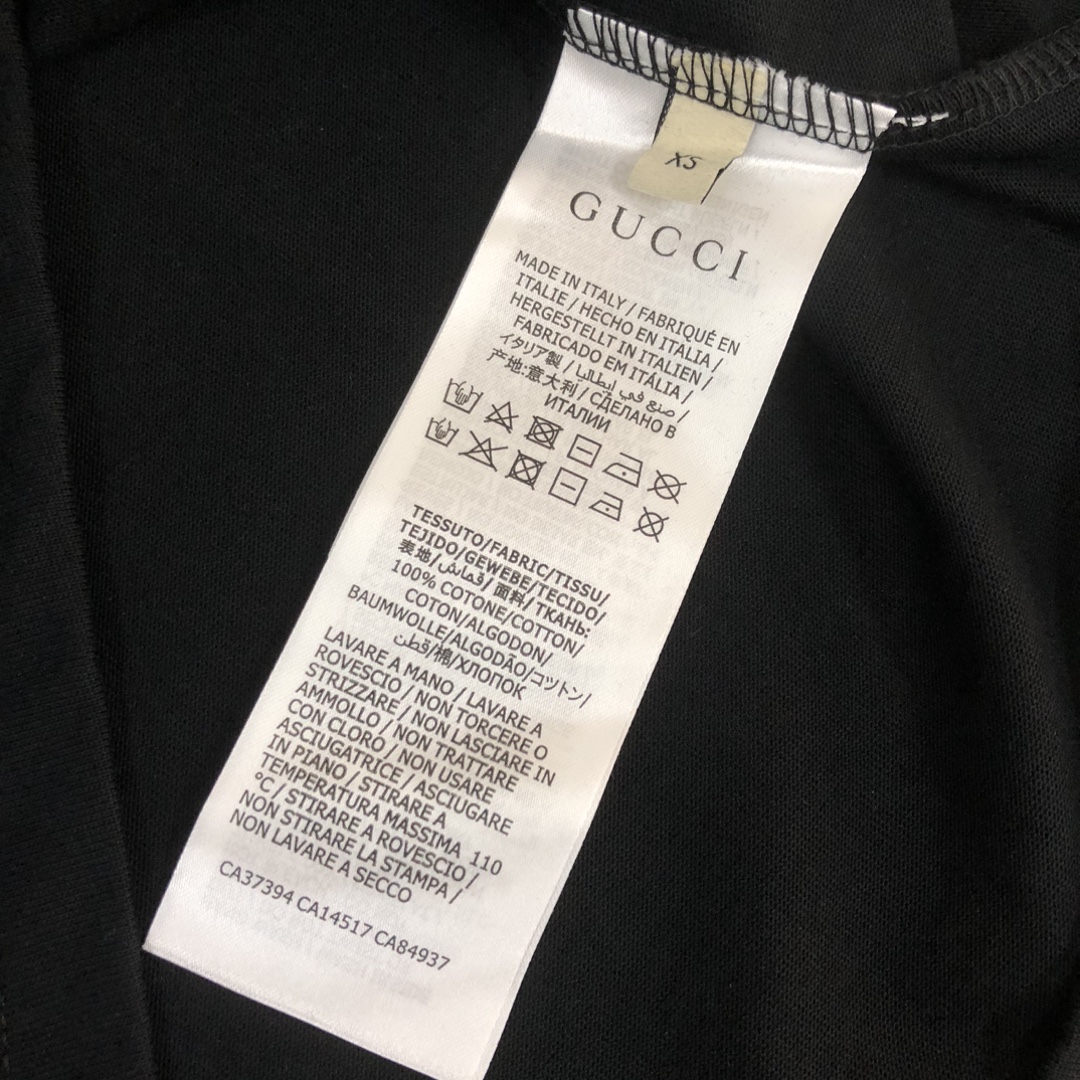 XS
GUCCI
MADE IN ITALY / FABRIQUÉ EN
ITALIE / HECHO EN ITALIA /
HERGESTELLT IN ITALIEN /
FABRICADO EM ITÁLIA /
イタリア製 / صنع في إيطاليا /
产地:意大利 / СДЕЛАНО В
ИТАЛИИ
TESSUTO/FABRIC/TISSU/
TEJIDO/GEWEBE/TECIDO/
表地/قماش/面料/ТКАНЬ:
100% COTONE/COTTON/
COTON/ALGODON/
BAUMWOLLE/ALGODÃO/コットン/
قطن/棉/ХЛОПОК
LAVARE A MANO / LAVARE A
ROVESCIO / NON TORCERE O
STRIZZARE / NON LASCIARE IN
AMMOLLO / NON TRATTARE
CON CLORO / NON USARE
ASCIUGATRICE / ASCIUGARE
IN PIANO / STIRARE A
TEMPERATURA MASSIMA 110
°C / STIRARE A ROVESCIO /
NON STIRARE LA STAMPA /
NON LAVARE A SECCO
CA37394 CA14517 CA84937